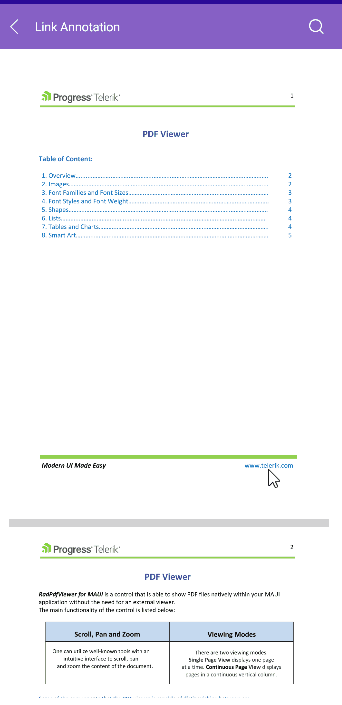 Link Annotation
Progress Telerik
1
PDF Viewer
Table of Content:
1. Overview 2
2. Images 2
3. Font Families and Font Sizes 3
4. Font Styles and Font Weight 3
5. Shapes 4
6. Lists 4
7. Tables and Charts 4
8. Smart Art 5
Modern UI Made Easy www.telerik.com
Progress Telerik
2
PDF Viewer
RadPdfViewer for MAUI is a control that is able to show PDF files natively within your MAUI
application without the need for an external viewer.
The main functionality of the control is listed below:
Scroll, Pan and Zoom Viewing Modes
One can utilize well-known tools with an
intuitive interface to scroll, pan
and zoom the content of the document.
There are two viewing modes
Single Page View displays one page
at a time. Continuous Page View displays
pages in a continuous vertical column